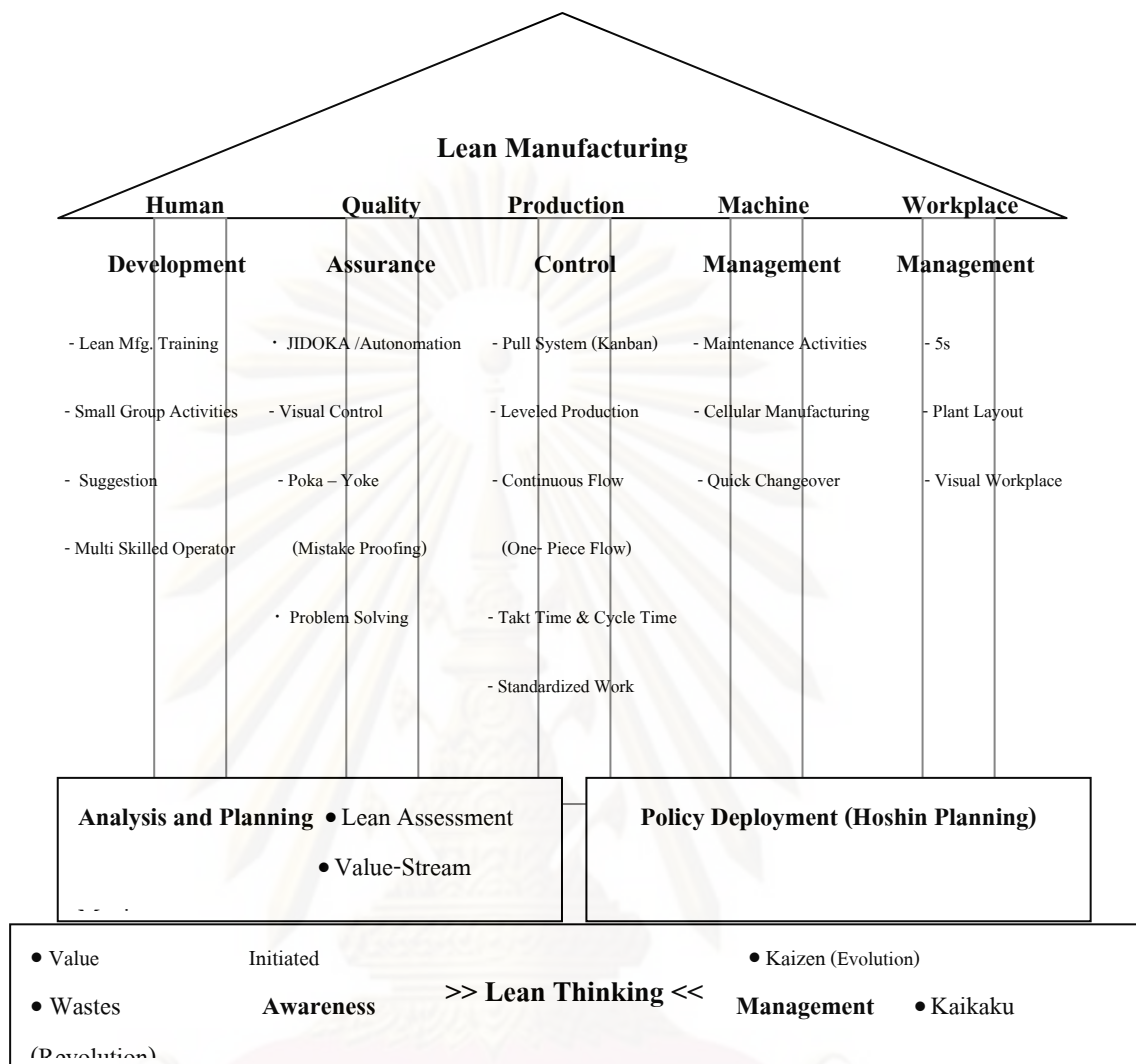 Lean Manufacturing
Human Quality Production Machine Workplace
Development Assurance Control Management Management
- Lean Mfg. Training · JIDOKA /Autonomation - Pull System (Kanban) - Maintenance Activities - 5s
- Small Group Activities - Visual Control - Leveled Production - Cellular Manufacturing - Plant Layout
- Suggestion - Poka – Yoke - Continuous Flow - Quick Changeover - Visual Workplace
- Multi Skilled Operator (Mistake Proofing) (One- Piece Flow)
· Problem Solving - Takt Time & Cycle Time
- Standardized Work
Analysis and Planning • Lean Assessment Policy Deployment (Hoshin Planning)
• Value-Stream
• Value Initiated • Kaizen (Evolution)
• Wastes Awareness >> Lean Thinking << Management • Kaikaku
(Revolution)